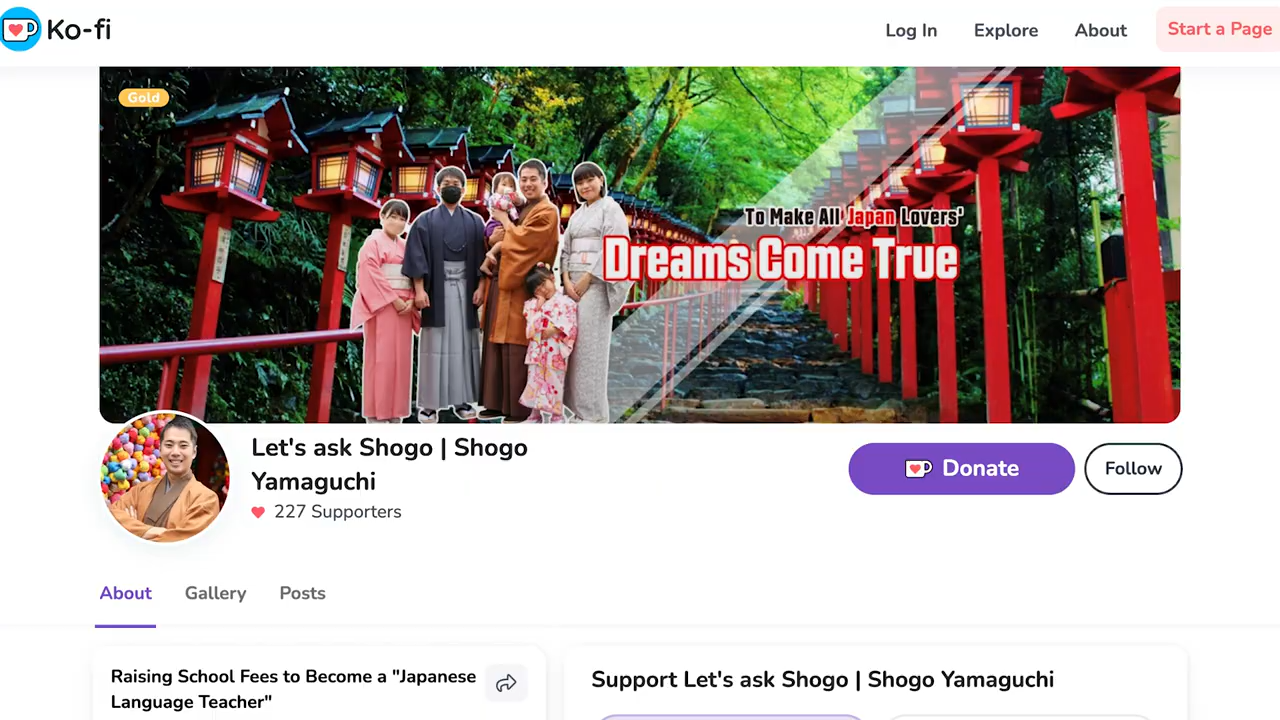 Ko-fi
Log In
Explore
About
Start a Page
Gold
To Make All Japan Lovers'
Dreams Come True
Let's ask Shogo | Shogo
Yamaguchi
227 Supporters
Donate
Follow
About
Gallery
Posts
Raising School Fees to Become a "Japanese
Language Teacher"
Support Let's ask Shogo | Shogo Yamaguchi